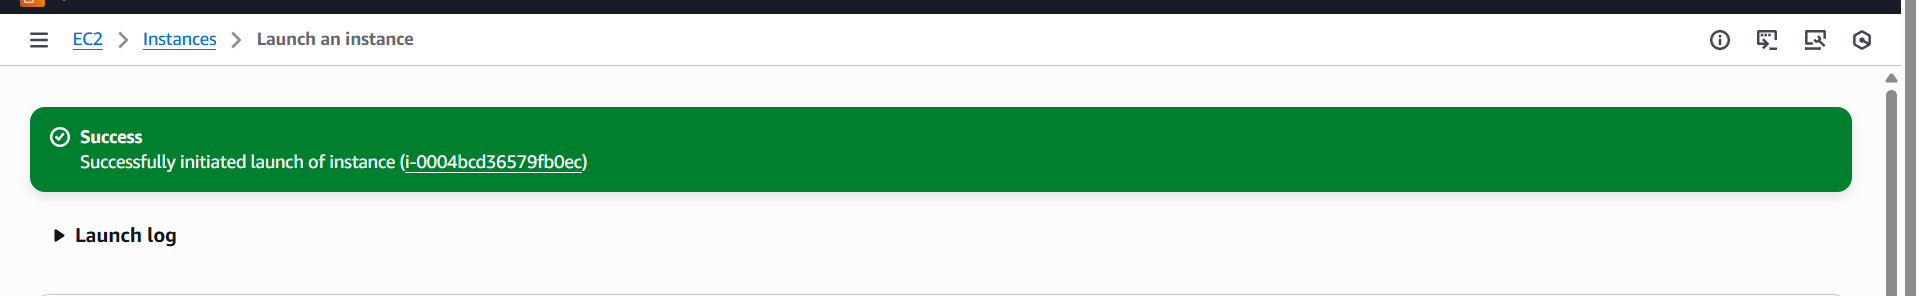 EC2 > Instances > Launch an instance
Success
Successfully initiated launch of instance (i-0004bcd36579fb0ec)
Launch log